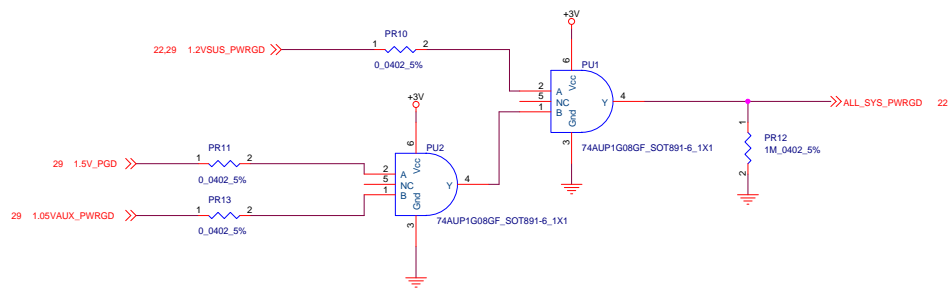 +3V
PR10
22,29 1.2VSUS_PWRGD
1 2
0_0402_5%
6
PU1
Vcc
2 A
5 NC Y 4
1 B
Gnd
3
ALL_SYS_PWRGD 22
74AUP1G08GF_SOT891-6_1X1
1
PR12
1M_0402_5%
2
+3V
PR11
29 1.5V_PGD
1 2
0_0402_5%
6
PU2
Vcc
2 A
5 NC Y 4
1 B
Gnd
3
PR13
29 1.05VAUX_PWRGD
1 2
0_0402_5%
74AUP1G08GF_SOT891-6_1X1